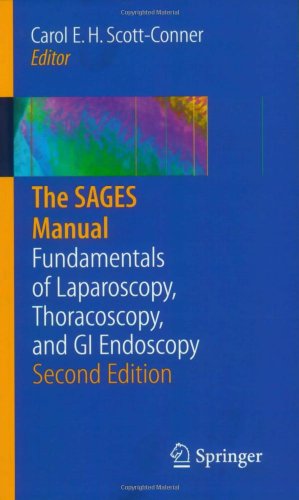 Carol E. H. Scott-Conner
Editor
The SAGES
Manual
Fundamentals
of Laparoscopy,
Thoracoscopy,
and GI Endoscopy
Second Edition
Springer